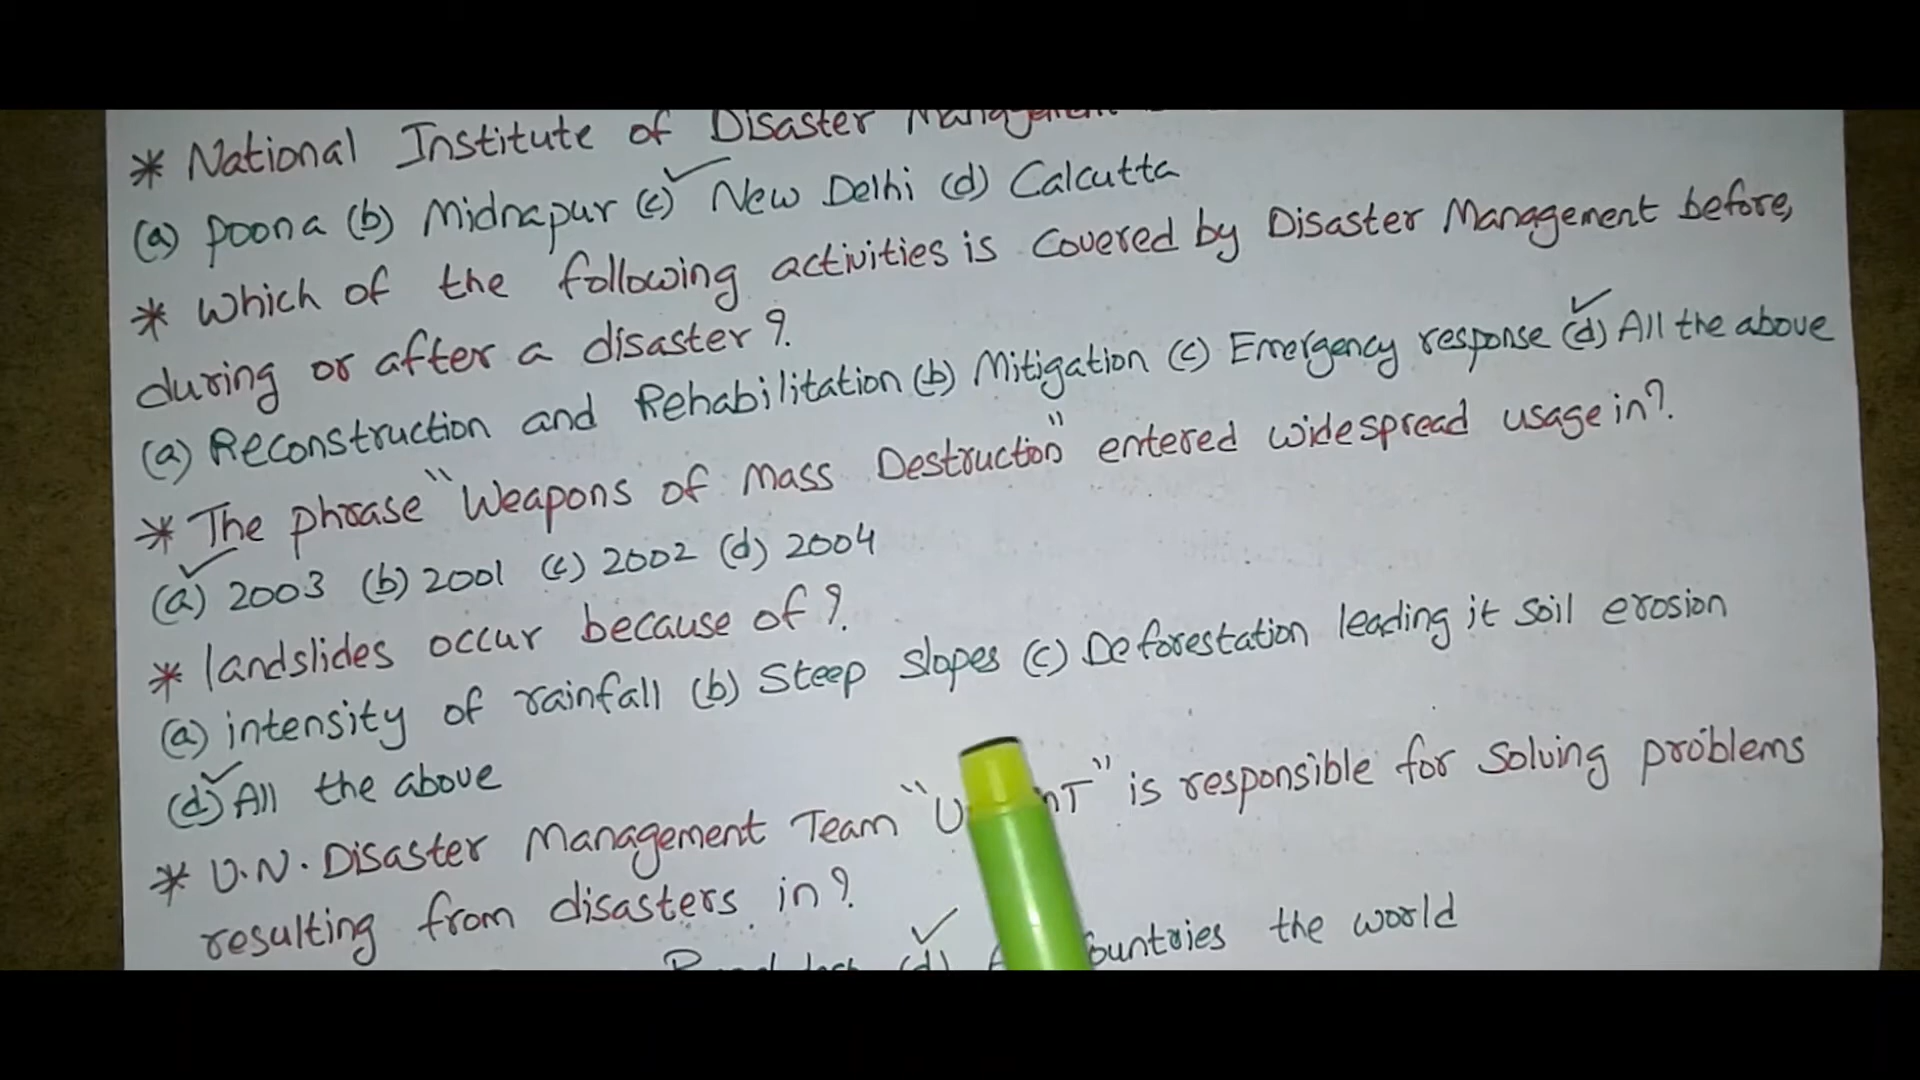 * National Institute of Disaster Management
(a) Poona (b) Midnapur (c) New Delhi (d) Calcutta
* Which of the following activities is covered by Disaster Management before,
during or after a disaster?
(a) Reconstruction and Rehabilitation (b) Mitigation (c) Emergency response (d) All the above
* The phrase "Weapons of Mass Destruction" entered widespread usage in?
(a) 2003 (b) 2001 (c) 2002 (d) 2004
* landslides occur because of?
(a) intensity of rainfall (b) Steep slopes (c) Deforestation leading it soil erosion
(d) All the above
* U.N. Disaster Management Team is responsible for solving problems
resulting from disasters in?
(d) the world